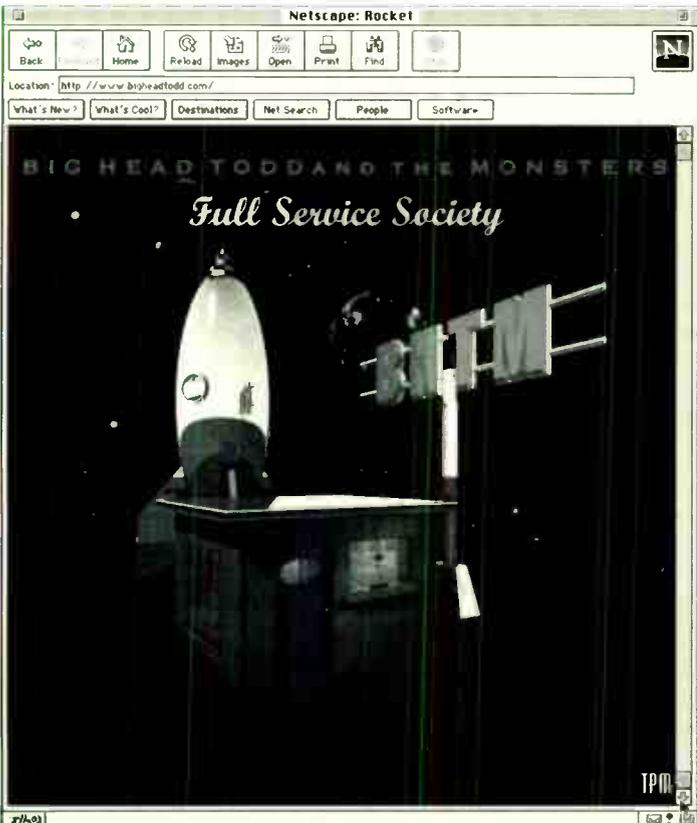 Netscape: Rocket
Back Home Reload Images Open Print Find
N
Location: http://www.bigheadtodd.com/
What's New? What's Cool? Destinations Net Search People Software
BIG HEAD TODD AND THE MONSTERS
Full Service Society
BHTM
TPM